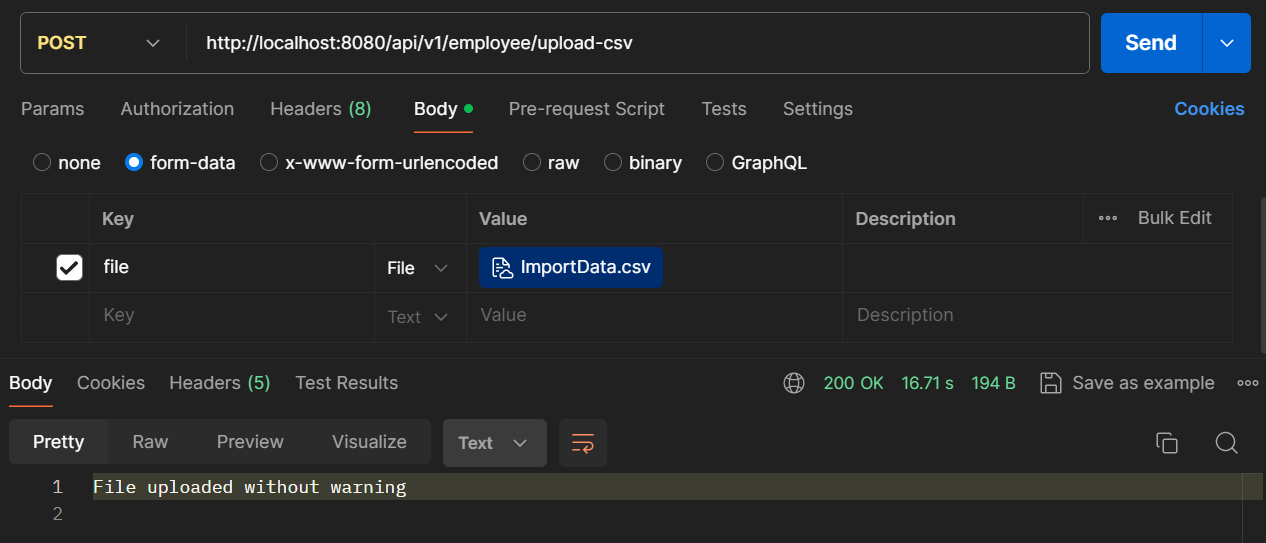 POST http://localhost:8080/api/v1/employee/upload-csv Send
Params Authorization Headers (8) Body Pre-request Script Tests Settings Cookies
none form-data x-www-form-urlencoded raw binary GraphQL
Key Value Description Bulk Edit
file File ImportData.csv
Key Text Value Description
Body Cookies Headers (5) Test Results 200 OK 16.71 s 194 B Save as example
Pretty Raw Preview Visualize Text
1 File uploaded without warning
2